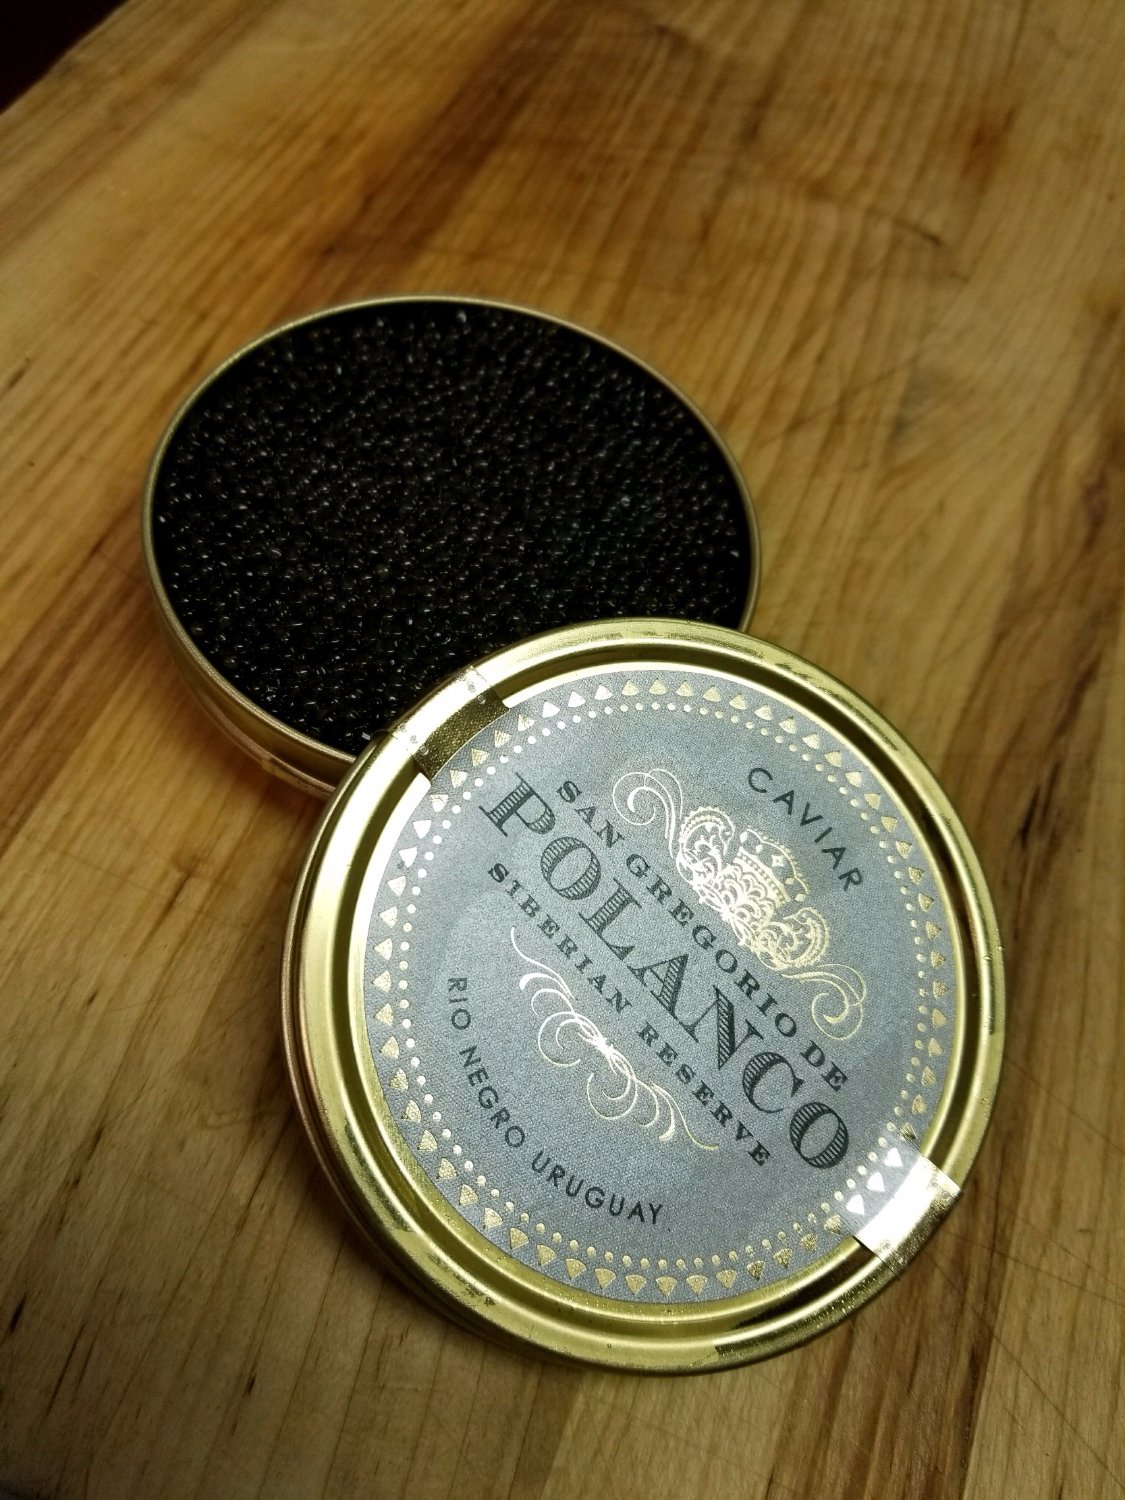 CAVIAR
SAN GREGORIO DE
POLANCO
SIBERIAN RESERVE
RIO NEGRO URUGUAY